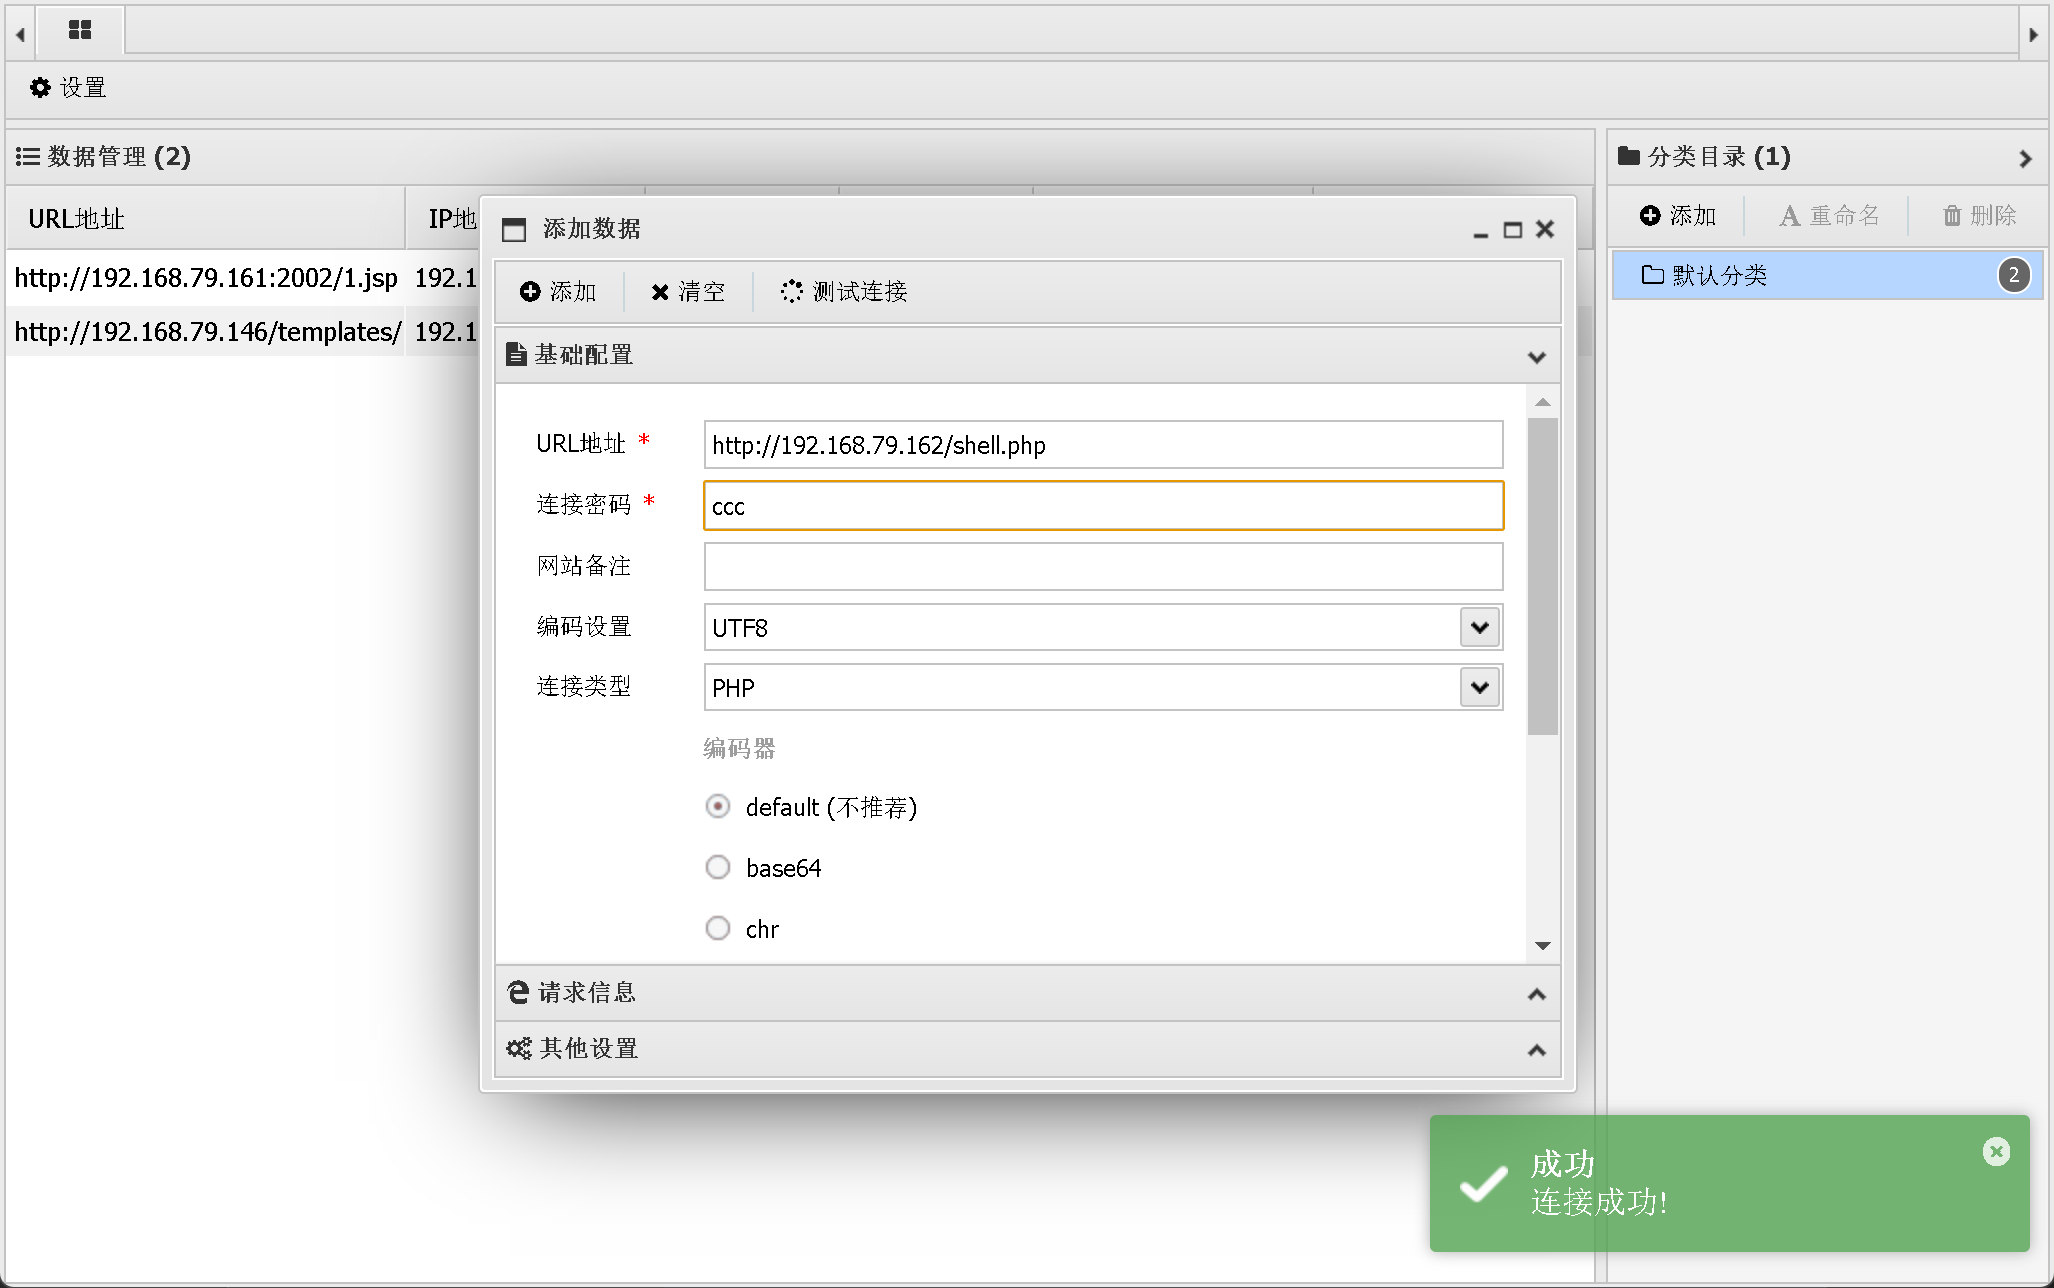 设置
数据管理 (2)
URL地址 IP地
http://192.168.79.161:2002/1.jsp 192.1
http://192.168.79.146/templates/ 192.1
添加数据
添加 清空 测试连接
基础配置
URL地址 * http://192.168.79.162/shell.php
连接密码 * ccc
网站备注
编码设置 UTF8
连接类型 PHP
编码器
default (不推荐)
base64
chr
请求信息
其他设置
分类目录 (1)
添加 A 重命名 删除
默认分类 2
成功
连接成功!